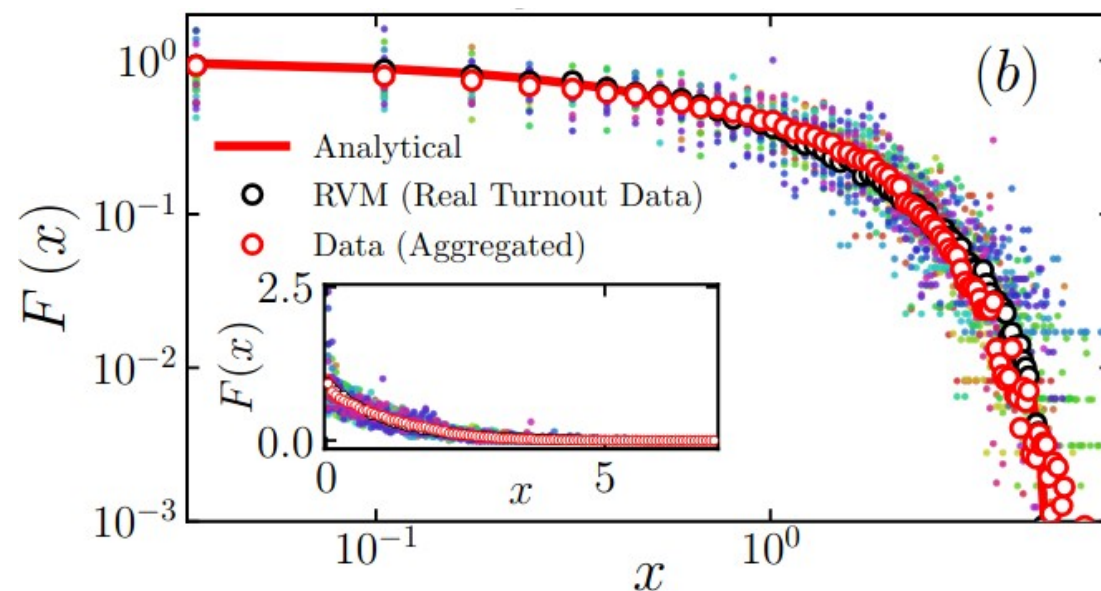 (b)
10^0
10^{-1}
10^{-2}
10^{-3}
F(x)
Analytical
RVM (Real Turnout Data)
Data (Aggregated)
2.5
0.0
F(x)
0
5
x
10^{-1}
10^0
x